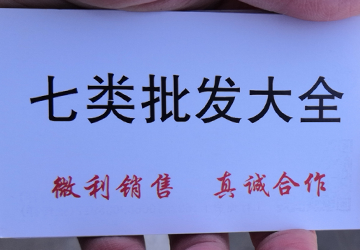 七类批发大全
微利销售 真诚合作